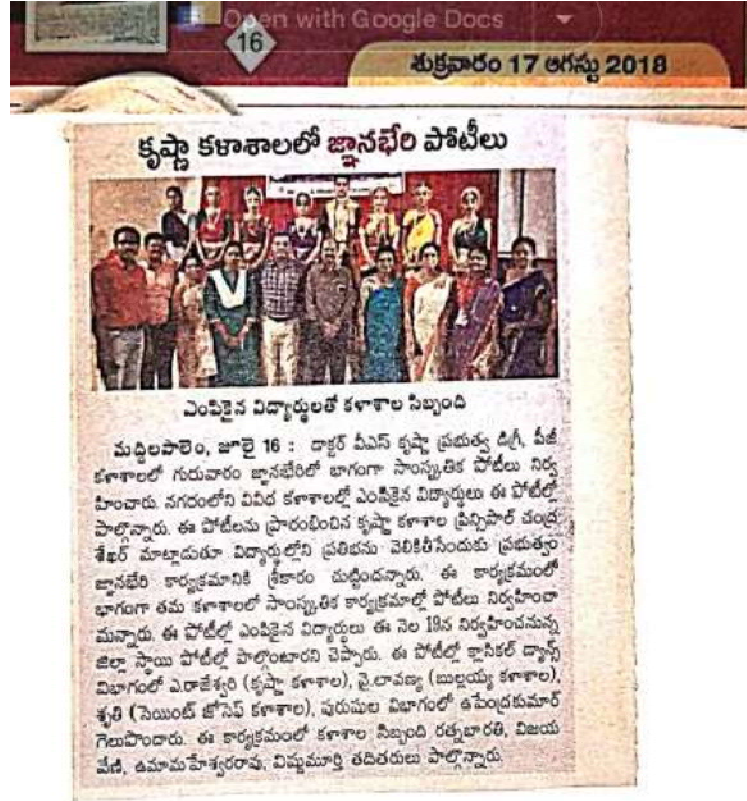 Open with Google Docs
16
శుక్రవారం 17 ఆగస్టు 2018
కృష్ణా కళాశాలలో జ్ఞానభేరి పోటీలు
ఎంపికైన విద్యార్థులతో కళాశాల సిబ్బంది
మద్దిలపాలెం, జూలై 16 : డాక్టర్ వీఎస్ కృష్ణా ప్రభుత్వ డిగ్రీ, పీజీ
కళాశాలలో గురువారం జ్ఞానభేరిలో భాగంగా సాంస్కృతిక పోటీలు నిర్వ
హించారు. నగరంలోని వివిద కళాశాలల్లో ఎంపికైన విద్యార్థులు ఈ పోటీల్లో
పాల్గొన్నారు. ఈ పోటీలను ప్రారంభించిన కృష్ణా కళాశాల ప్రిన్సిపాల్ చంద్ర
శేఖర్ మాట్లాడుతూ విద్యార్థుల్లోని ప్రతిభను వెలికితీసేందుకు ప్రభుత్వం
జ్ఞానభేరి కార్యక్రమానికి శ్రీకారం చుట్టిందన్నారు. ఈ కార్యక్రమంలో
భాగంగా తమ కళాశాలలో సాంస్కృతిక కార్యక్రమాల్లో పోటీలు నిర్వహించా
మన్నారు. ఈ పోటీల్లో ఎంపికైన విద్యార్థులు ఈ నెల 19న నిర్వహించనున్న
జిల్లా స్థాయి పోటీల్లో పాల్గొంటారని చెప్పారు. ఈ పోటీల్లో క్లాసికల్ డ్యాన్స్
విభాగంలో ఎ.రాజేశ్వరి (కృష్ణా కళాశాల), వై.లావణ్య (బుల్లయ్య కళాశాల),
శృతి (సెయింట్ జోసెఫ్ కళాశాల), పురుషుల విభాగంలో ఉపేంద్రకుమార్
గెలుపొందారు. ఈ కార్యక్రమంలో కళాశాల సిబ్బంది రత్నభారతి, విజయ
వేణి, ఉమామహేశ్వరరావు, విష్ణుమూర్తి తదితరులు పాల్గొన్నారు.